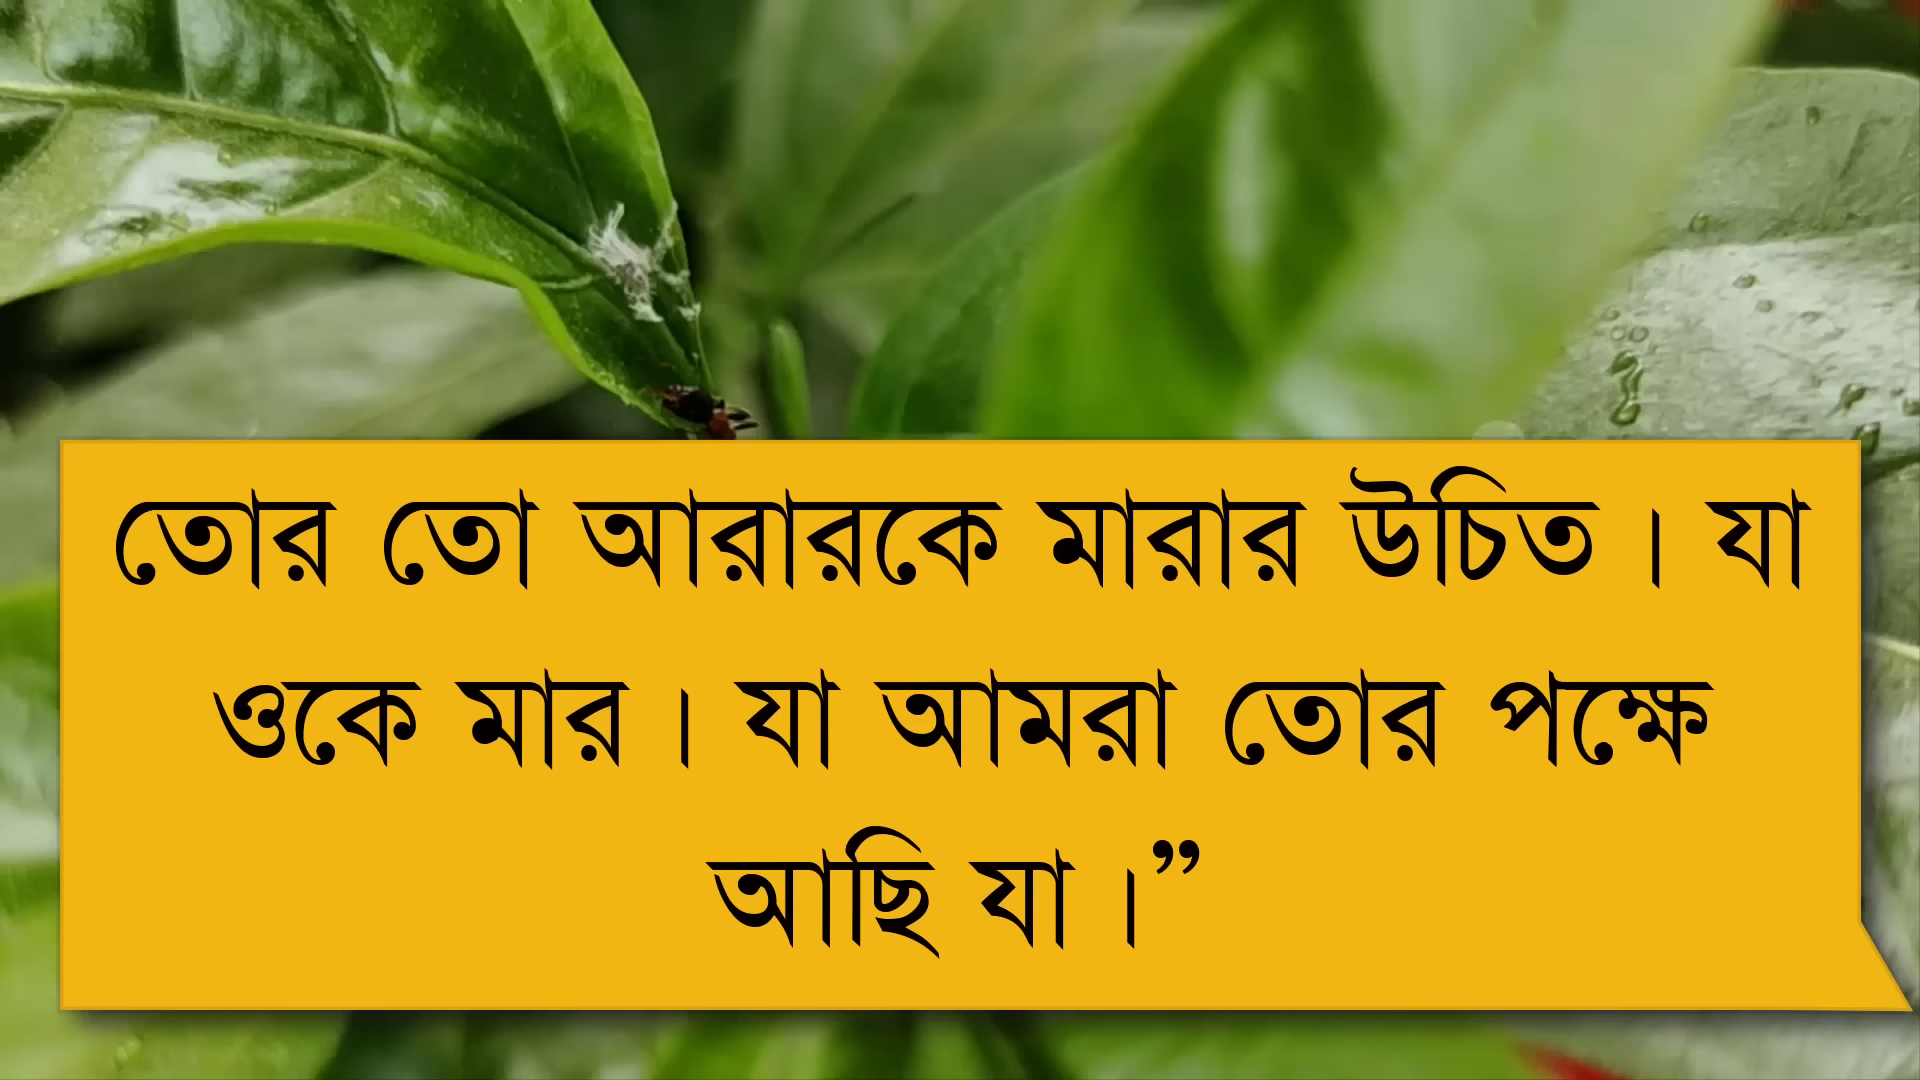 তোর তো আরারকে মারার উচিত । যা
ওকে মার । যা আমরা তোর পক্ষে
আছি যা ।”